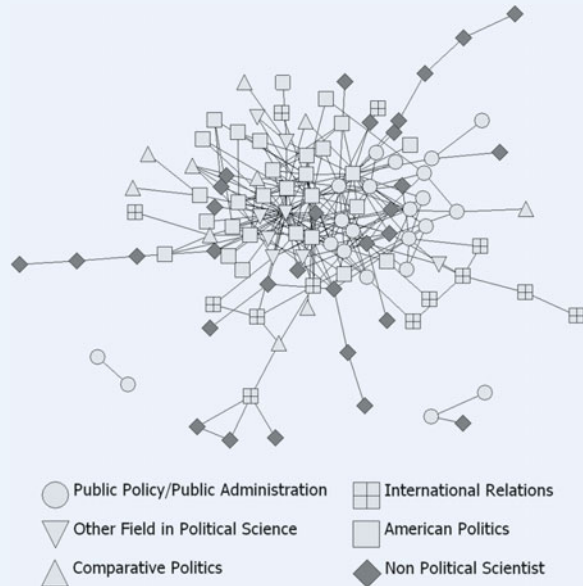 Public Policy/Public Administration
International Relations
Other Field in Political Science
American Politics
Comparative Politics
Non Political Scientist